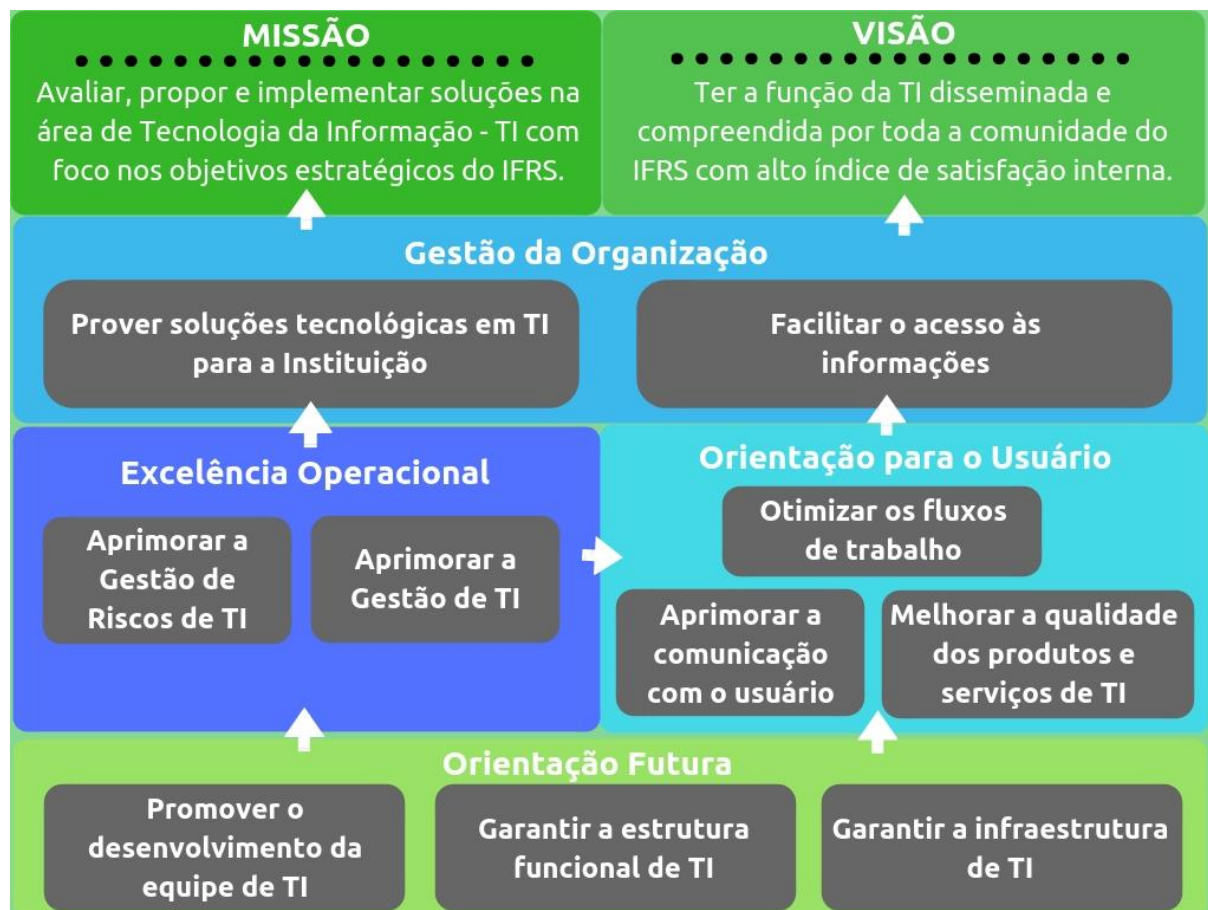 MISSÃO
Avaliar, propor e implementar soluções na
área de Tecnologia da Informação - TI com
foco nos objetivos estratégicos do IFRS.
VISÃO
Ter a função da TI disseminada e
compreendida por toda a comunidade do
IFRS com alto índice de satisfação interna.
Gestão da Organização
Prover soluções tecnológicas em TI
para a Instituição
Facilitar o acesso às
informações
Excelência Operacional
Aprimorar a
Gestão de
Riscos de TI
Aprimorar a
Gestão de TI
Orientação para o Usuário
Otimizar os fluxos
de trabalho
Aprimorar a
comunicação
com o usuário
Melhorar a qualidade
dos produtos e
serviços de TI
Orientação Futura
Promover o
desenvolvimento da
equipe de TI
Garantir a estrutura
funcional de TI
Garantir a infraestrutura
de TI